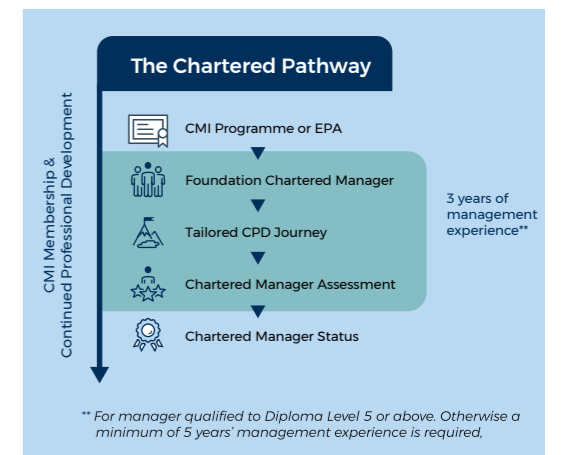 The Chartered Pathway
CMI Membership &
Continued Professional Development
CMI Programme or EPA
Foundation Chartered Manager
Tailored CPD Journey
Chartered Manager Assessment
Chartered Manager Status
3 years of
management
experience**
** For manager qualified to Diploma Level 5 or above. Otherwise a
minimum of 5 years’ management experience is required,